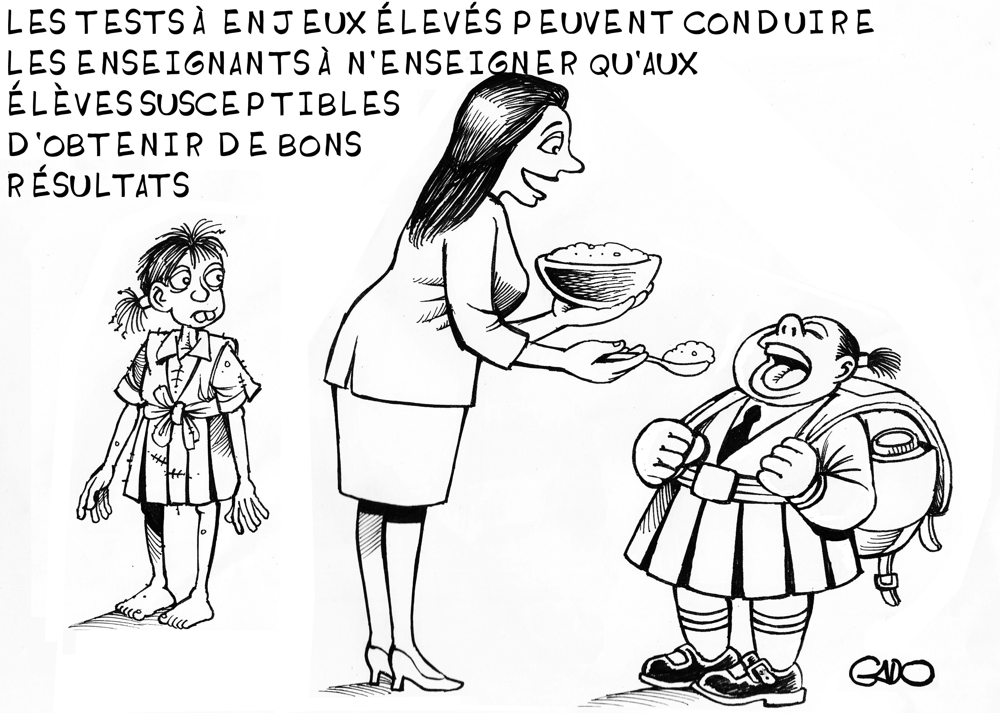 LES TESTS À ENJEUX ÉLEVÉS PEUVENT CONDUIRE
LES ENSEIGNANTS À N'ENSEIGNER QU'AUX
ÉLÈVES SUSCEPTIBLES
D'OBTENIR DE BONS
RÉSULTATS
GADO